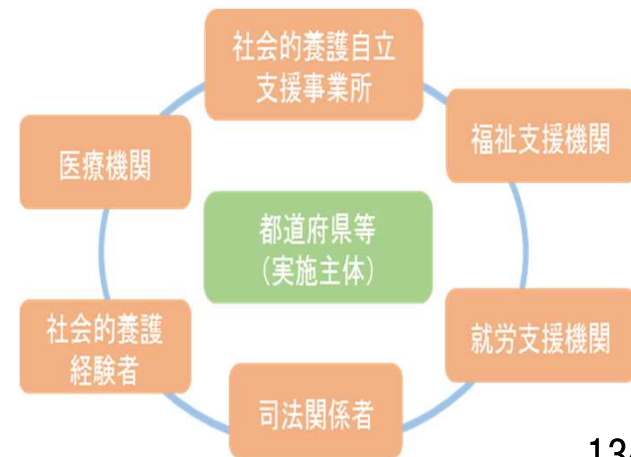 社会的養護自立
支援事業所
福祉支援機関
医療機関
都道府県等
（実施主体）
社会的養護
経験者
就労支援機関
司法関係者